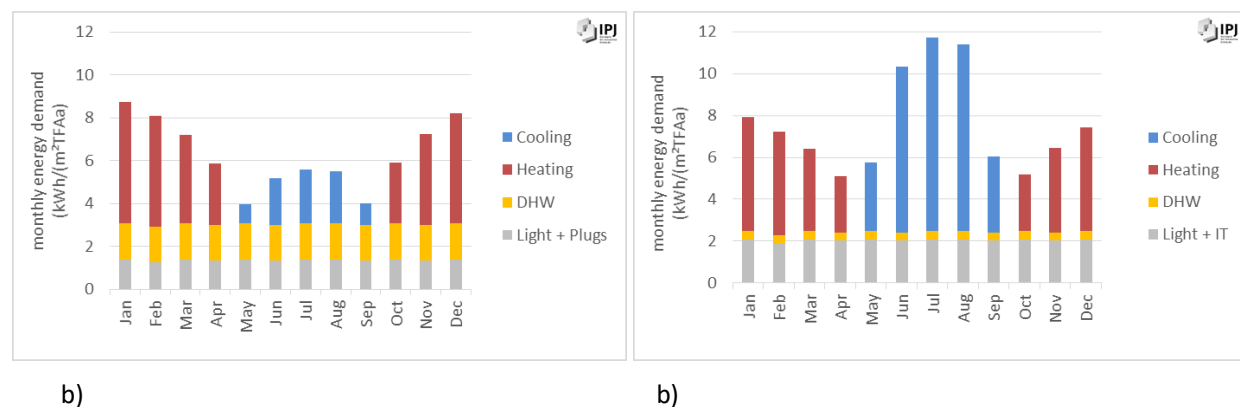 IPJ
monthly energy demand
(kWh/(m²TFAa)
12
10
8
6
4
2
0
Jan
Feb
Mar
Apr
May
Jun
Jul
Aug
Sep
Oct
Nov
Dec
Cooling
Heating
DHW
Light + Plugs
b)
IPJ
monthly energy demand
(kWh/(m²TFAa)
12
10
8
6
4
2
0
Jan
Feb
Mar
Apr
May
Jun
Jul
Aug
Sep
Oct
Nov
Dec
Cooling
Heating
DHW
Light + IT
b)